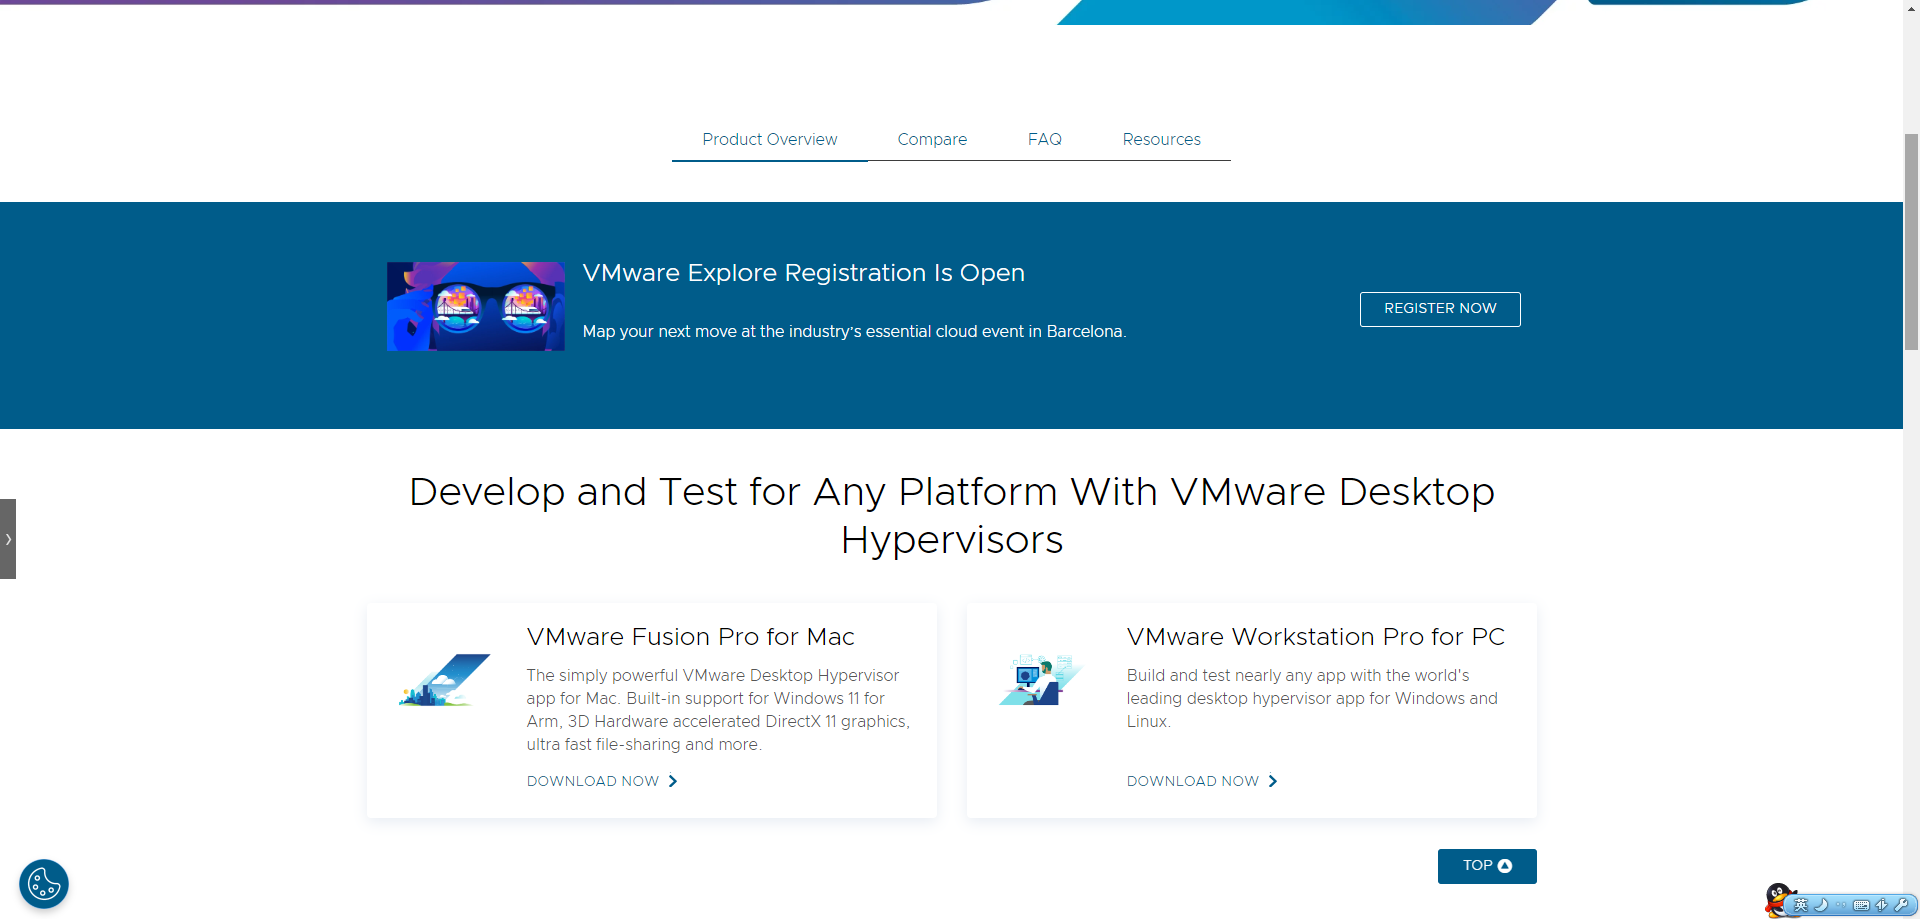 Product Overview
Compare
FAQ
Resources
VMware Explore Registration Is Open
Map your next move at the industry's essential cloud event in Barcelona.
REGISTER NOW
Develop and Test for Any Platform With VMware Desktop
Hypervisors
VMware Fusion Pro for Mac
The simply powerful VMware Desktop Hypervisor
app for Mac. Built-in support for Windows 11 for
Arm, 3D Hardware accelerated DirectX 11 graphics,
ultra fast file-sharing and more.
DOWNLOAD NOW
VMware Workstation Pro for PC
Build and test nearly any app with the world's
leading desktop hypervisor app for Windows and
Linux.
DOWNLOAD NOW
TOP
英